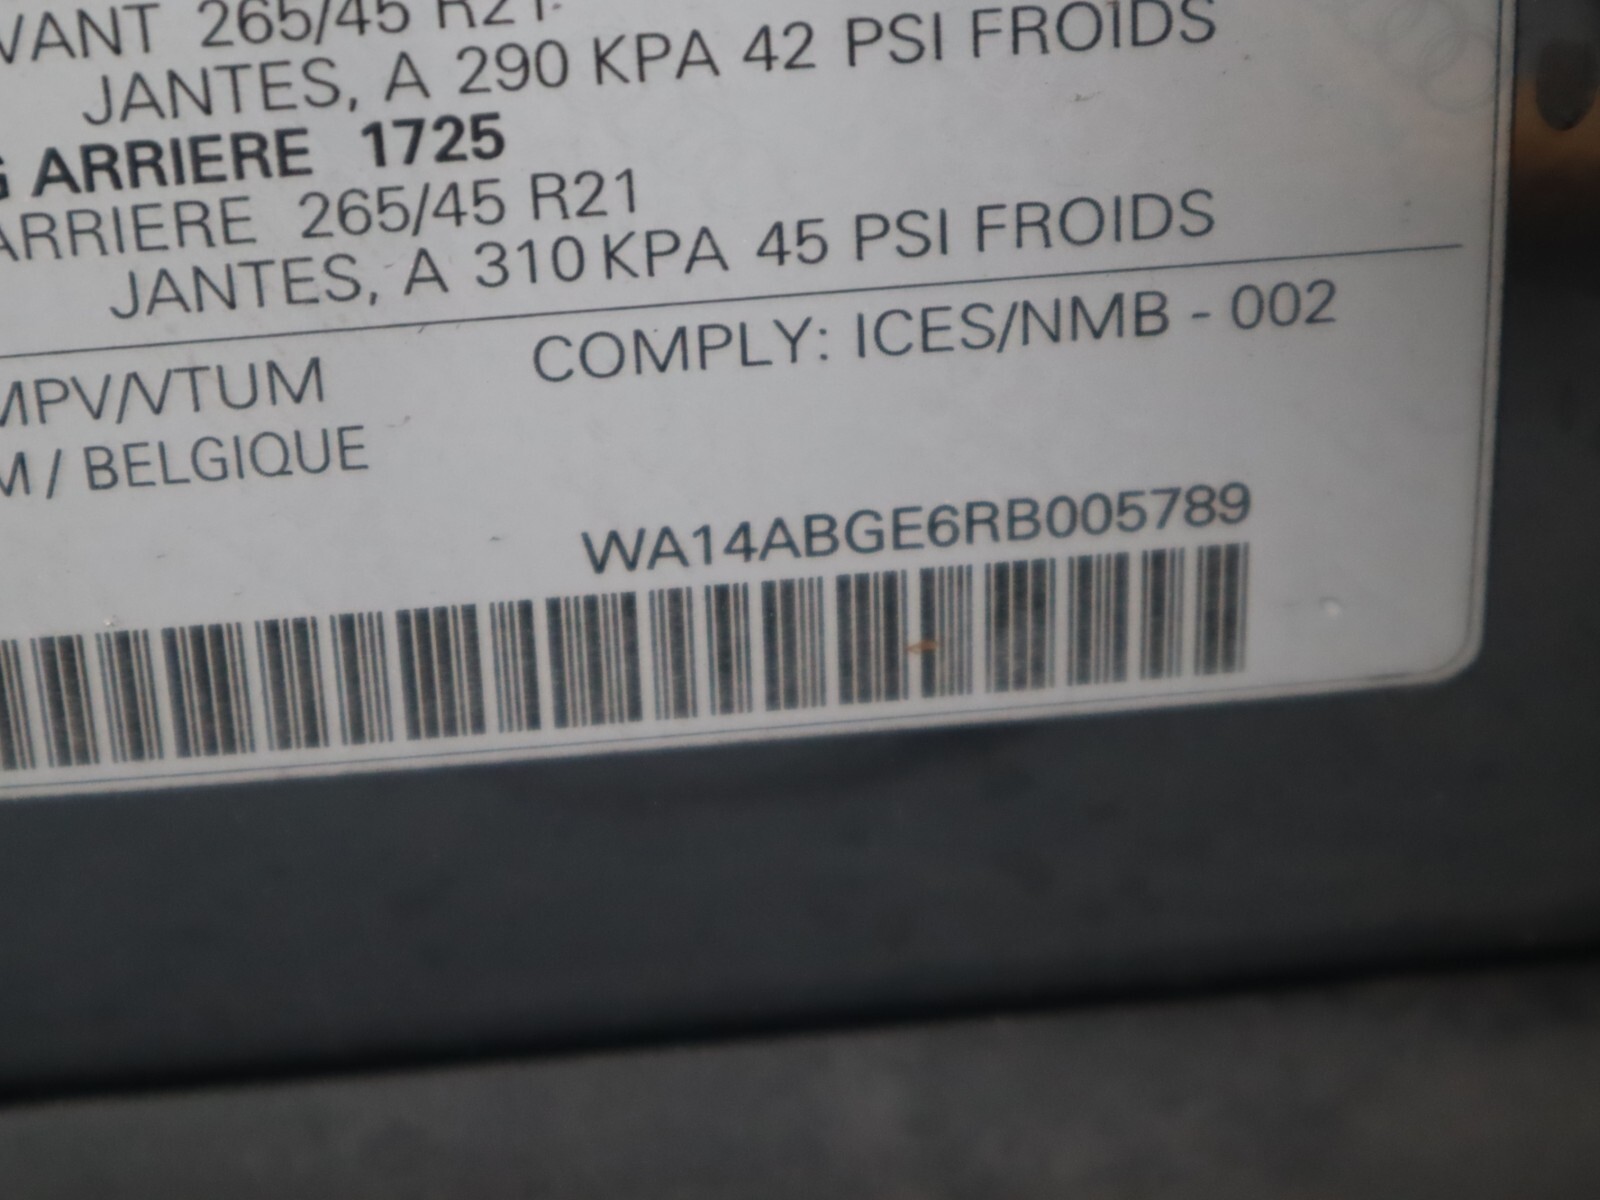 VANT 265/45 R21
JANTES, A 290 KPA 42 PSI FROIDS
G ARRIERE 1725
ARRIERE 265/45 R21
JANTES, A 310 KPA 45 PSI FROIDS
MPV/VTUM COMPLY: ICES/NMB - 002
M / BELGIQUE
WA14ABGE6RB005789